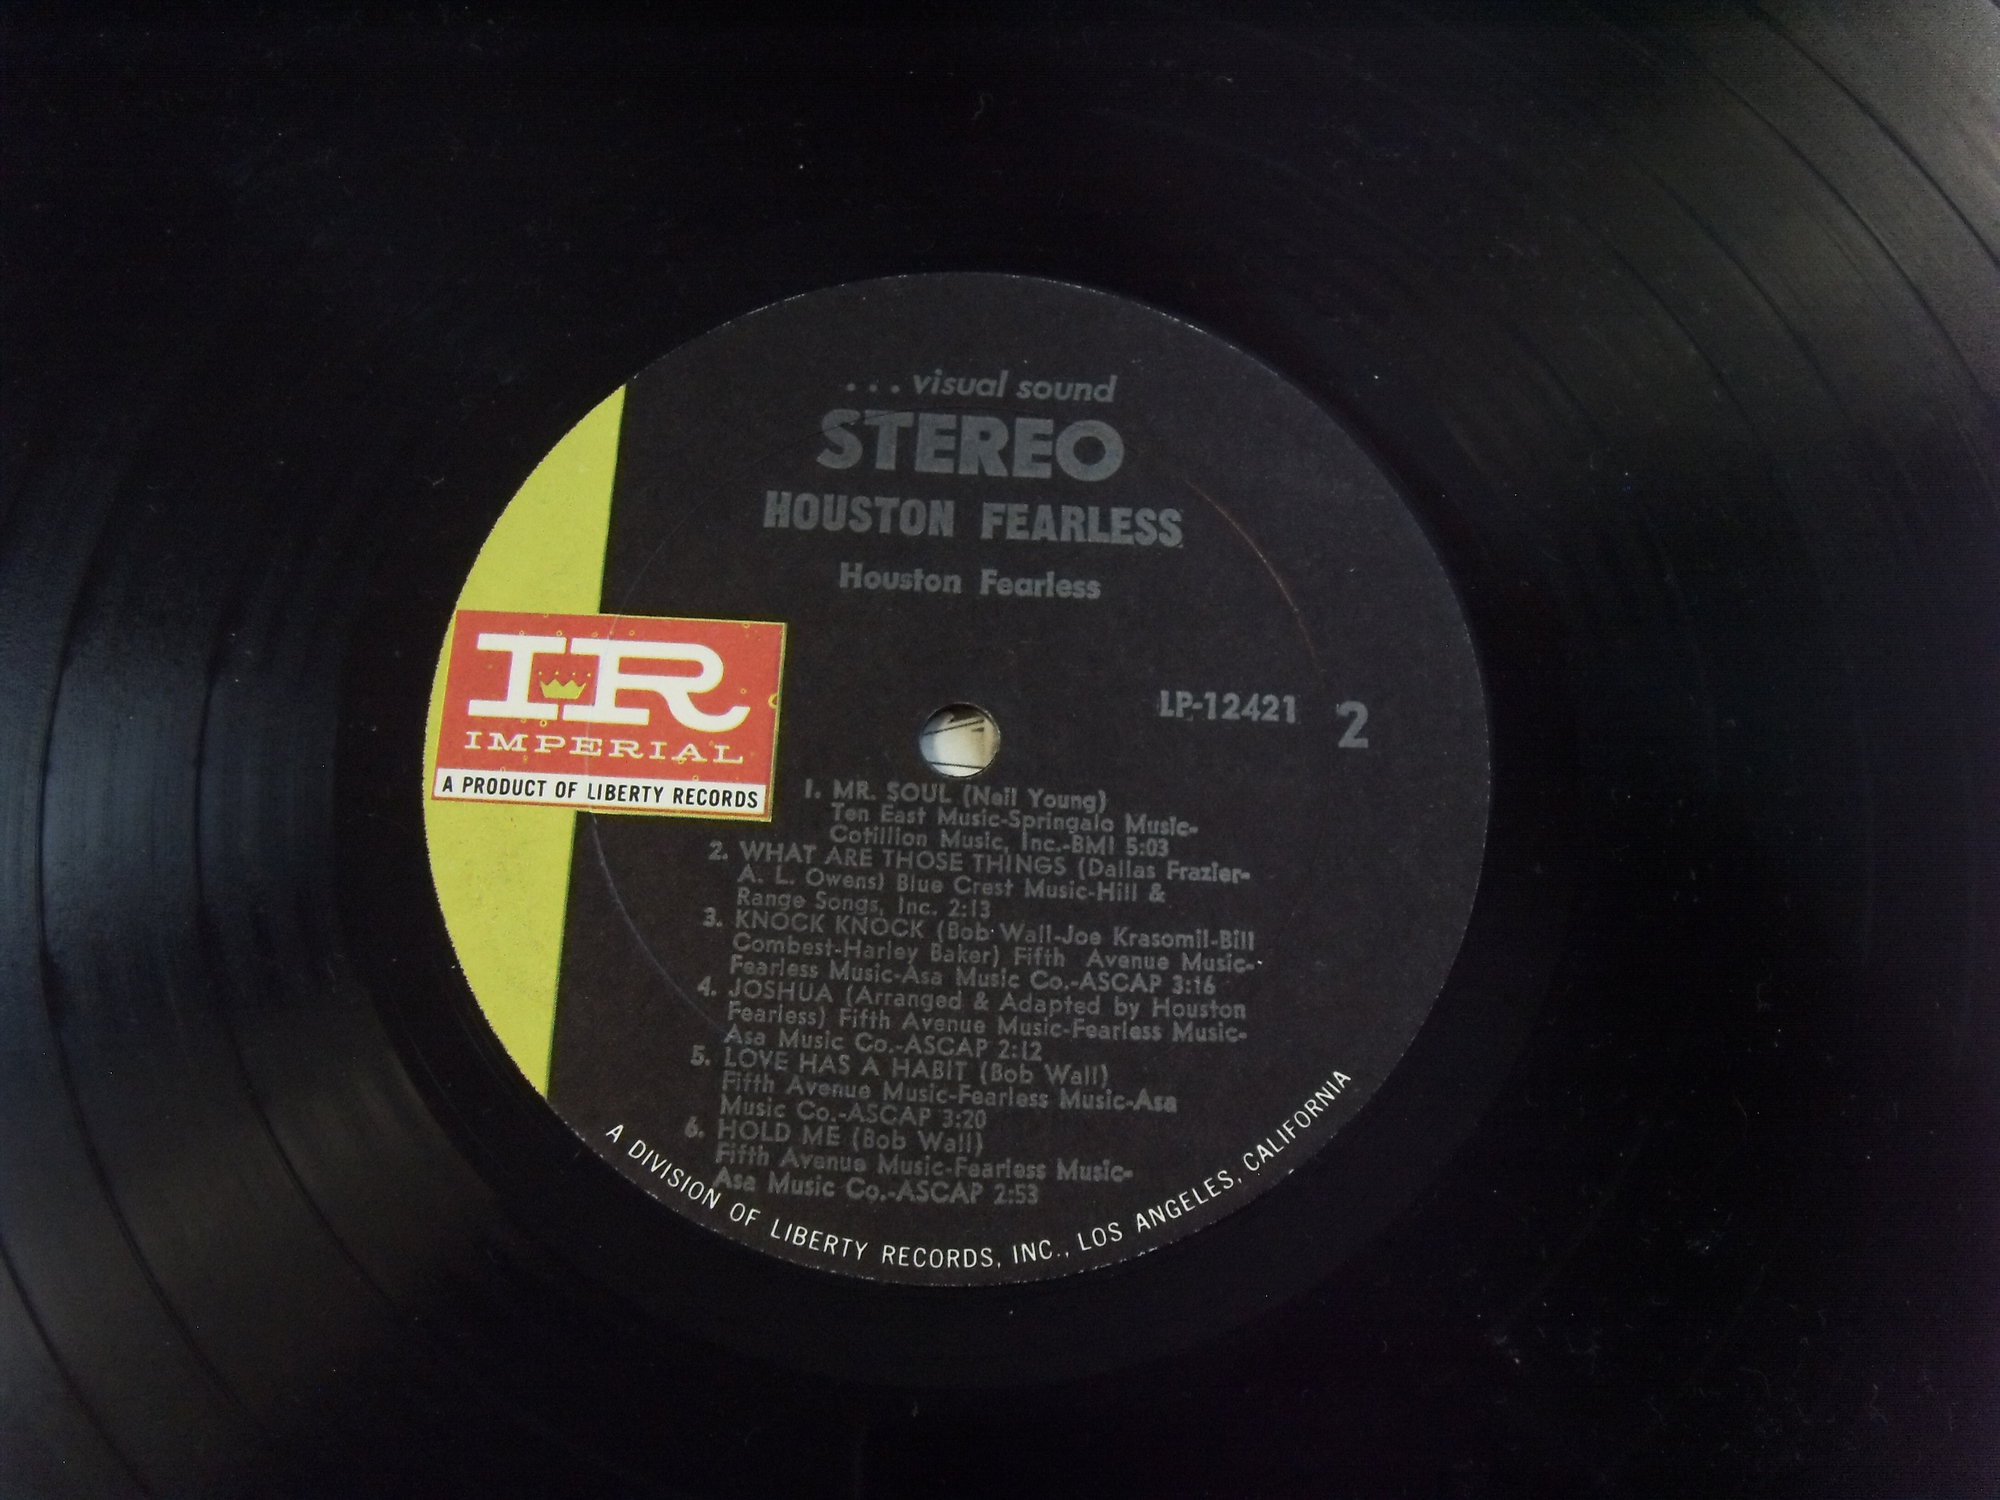 . . . visual sound
STEREO
HOUSTON FEARLESS
Houston Fearless
IR
IMPERIAL
A PRODUCT OF LIBERTY RECORDS
LP-12421 2
1. MR. SOUL (Neil Young)
Ten East Music-Springalo Music-
Cotillion Music, Inc.-BMI 5:03
2. WHAT ARE THOSE THINGS (Dallas Frazier-
A. L. Owens) Blue Crest Music-Hill &
Range Songs, Inc. 2:13
3. KNOCK KNOCK (Bob Wall-Joe Krasomil-Bill
Combest-Harley Baker) Fifth Avenue Music-
Fearless Music-Asa Music Co.-ASCAP 3:16
4. JOSHUA (Arranged & Adapted by Houston
Fearless) Fifth Avenue Music-Fearless Music-
Asa Music Co.-ASCAP 2:12
5. LOVE HAS A HABIT (Bob Wall)
Fifth Avenue Music-Fearless Music-Asa
Music Co.-ASCAP 3:20
6. HOLD ME (Bob Wall)
Fifth Avenue Music-Fearless Music-
Asa Music Co.-ASCAP 2:53
A DIVISION OF LIBERTY RECORDS, INC., LOS ANGELES, CALIFORNIA